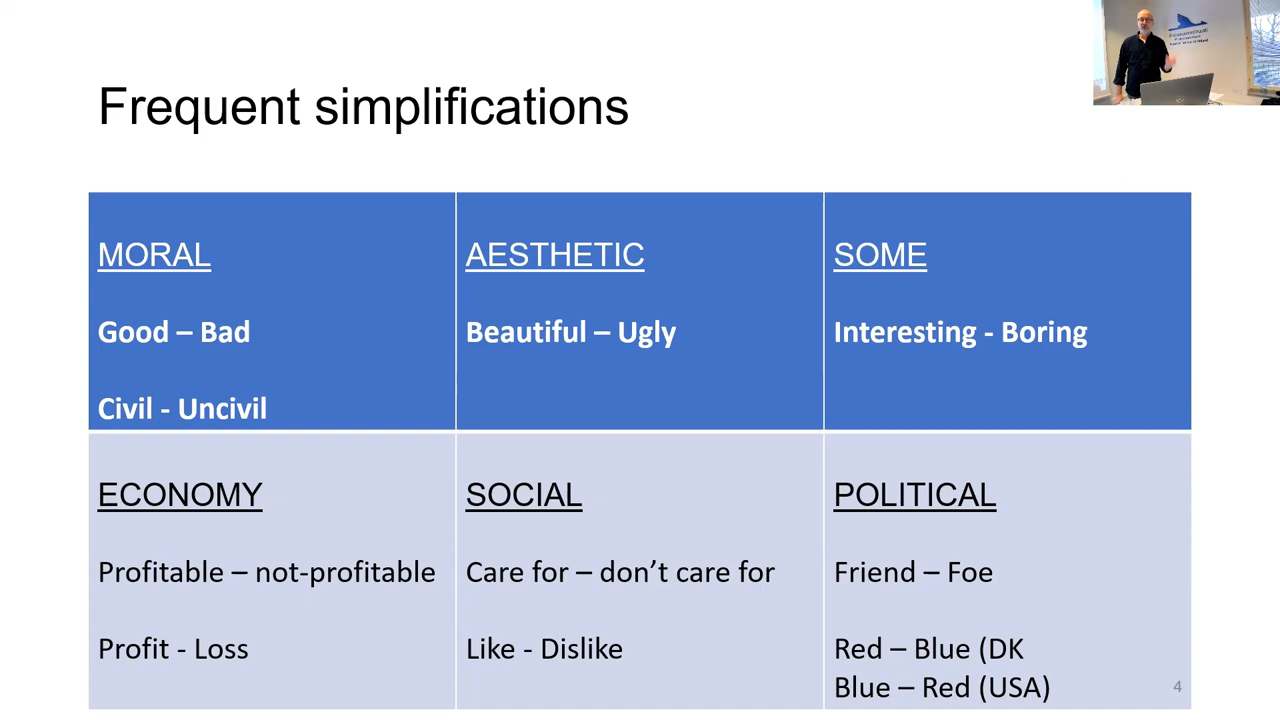 Frequent simplifications
MORAL
Good – Bad
Civil - Uncivil
AESTHETIC
Beautiful – Ugly
SOME
Interesting - Boring
ECONOMY
Profitable – not-profitable
Profit - Loss
SOCIAL
Care for – don’t care for
Like - Dislike
POLITICAL
Friend – Foe
Red – Blue (DK
Blue – Red (USA)
4